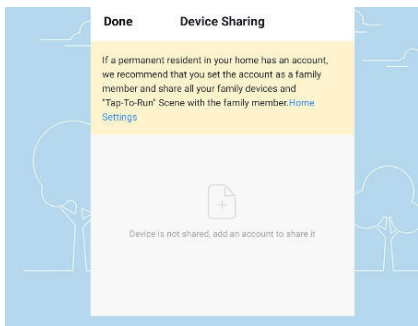 Done Device Sharing
If a permanent resident in your home has an account,
we recommend that you set the account as a family
member and share all your family devices and
"Tap-To-Run" Scene with the family member.Home
Settings
Device is not shared, add an account to share it